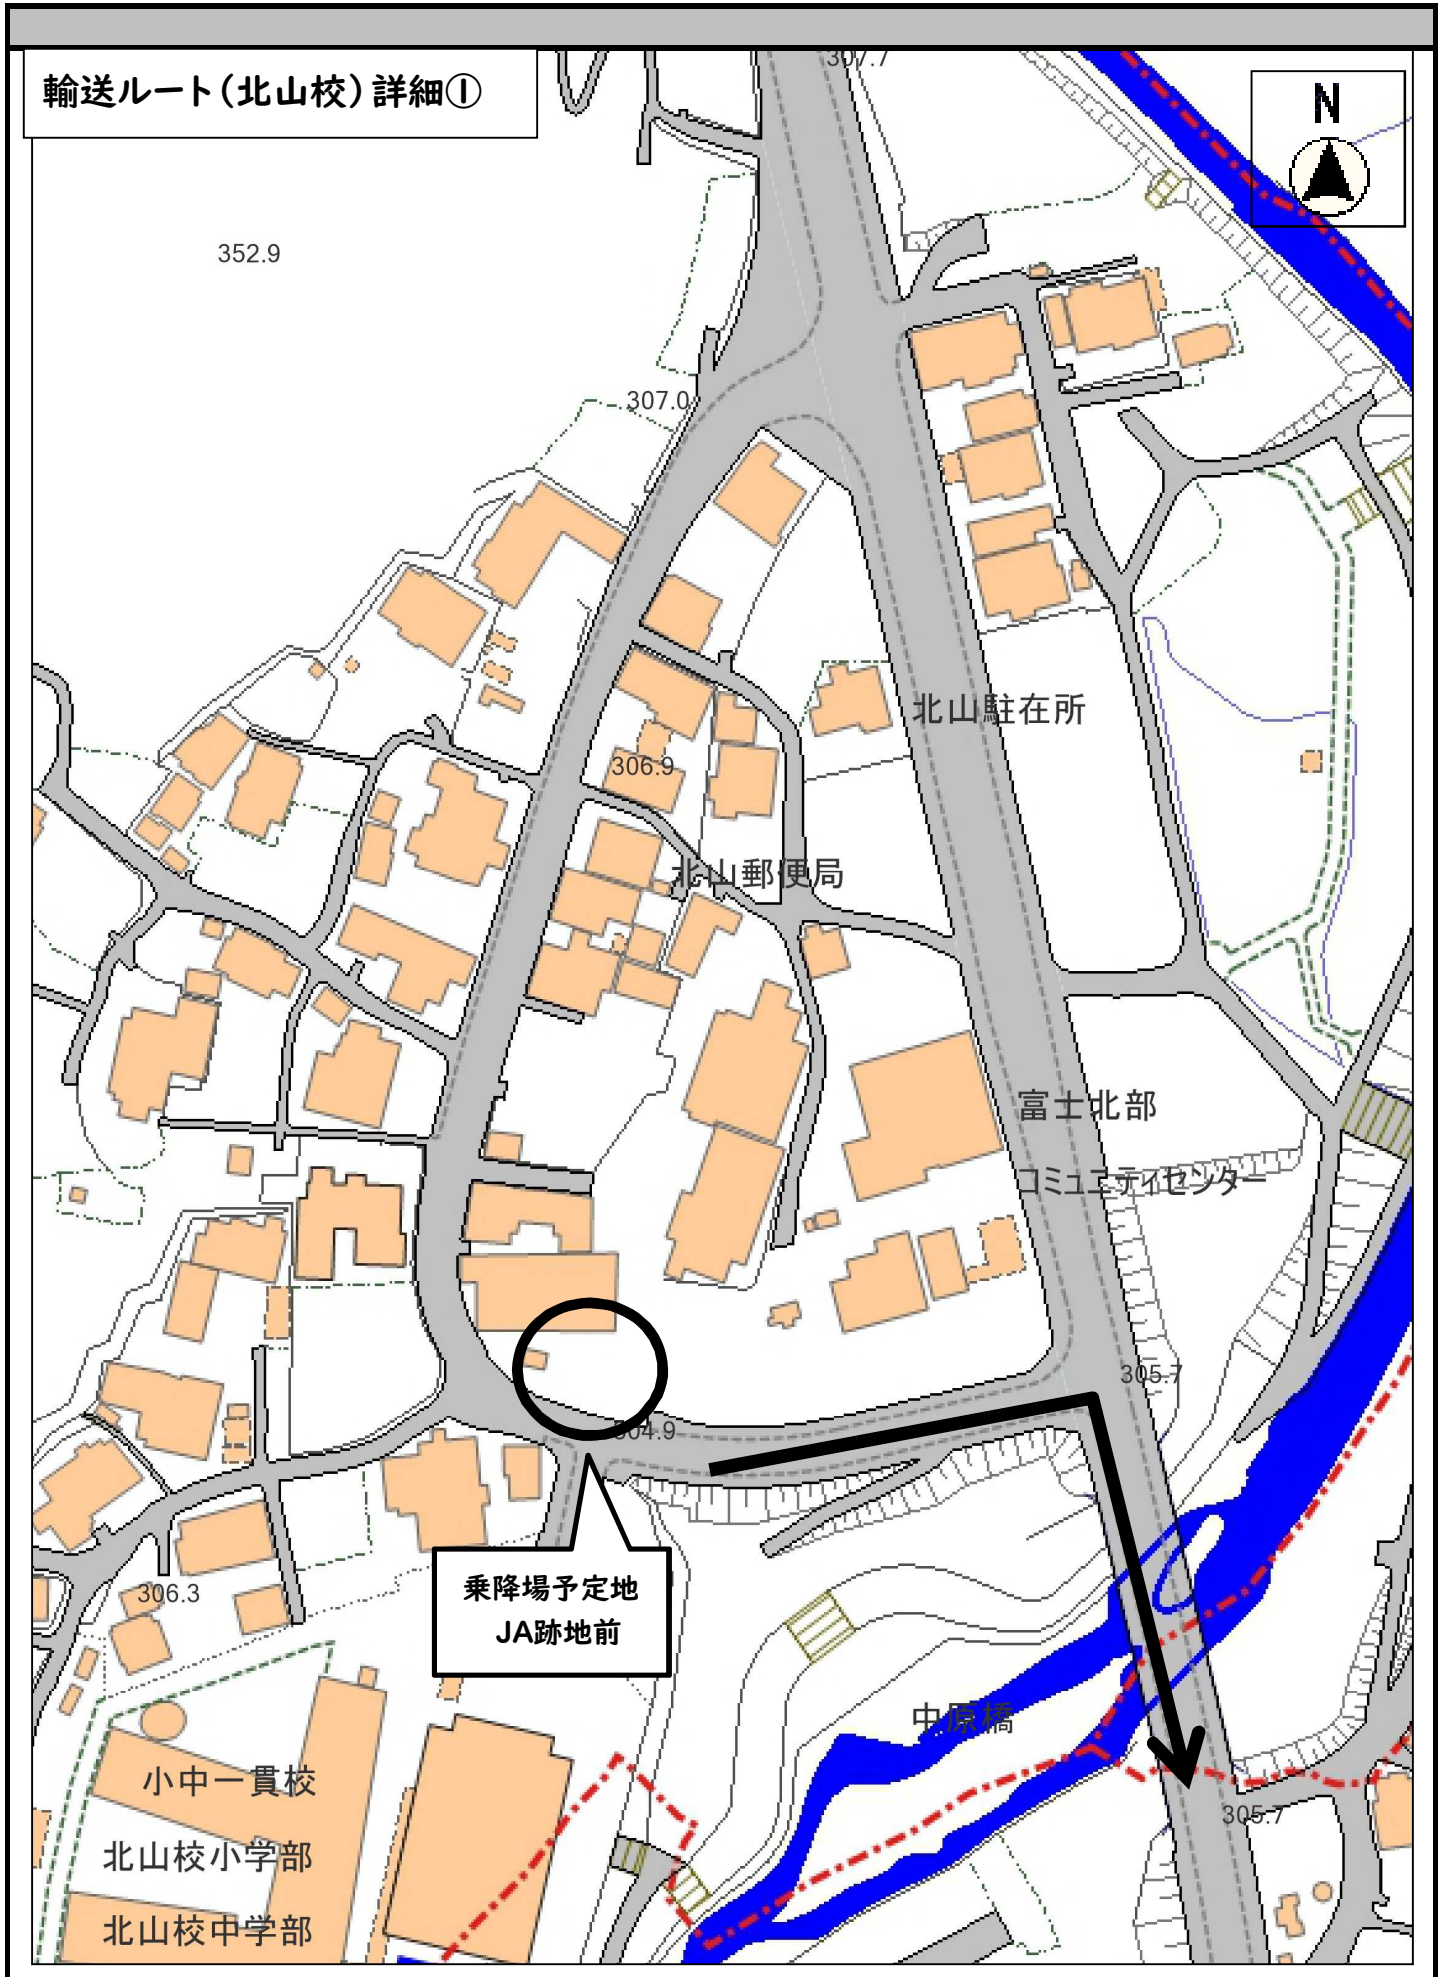 輸送ルート(北山校)詳細①
307.7
N
352.9
307.0
北山駐在所
306.9
北山郵便局
富士北部
コミュニティセンター
305.7
304.9
乗降場予定地
JA跡地前
306.3
中原橋
小中一貫校
305.7
北山校小学部
北山校中学部